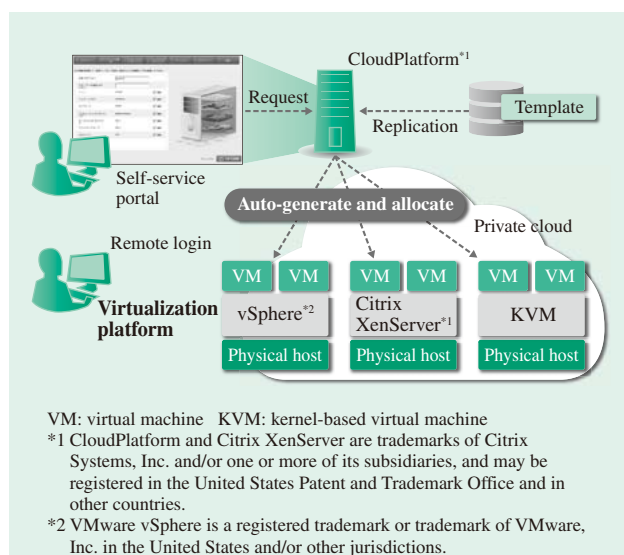 CloudPlatform*1
Request
Replication
Template
Self-service
portal
Auto-generate and allocate
Private cloud
Remote login
Virtualization
platform
VM VM VM VM VM VM
vSphere*2
Citrix
XenServer*1
KVM
Physical host Physical host Physical host
VM: virtual machine KVM: kernel-based virtual machine
*1 CloudPlatform and Citrix XenServer are trademarks of Citrix
Systems, Inc. and/or one or more of its subsidiaries, and may be
registered in the United States Patent and Trademark Office and in
other countries.
*2 VMware vSphere is a registered trademark or trademark of VMware,
Inc. in the United States and/or other jurisdictions.